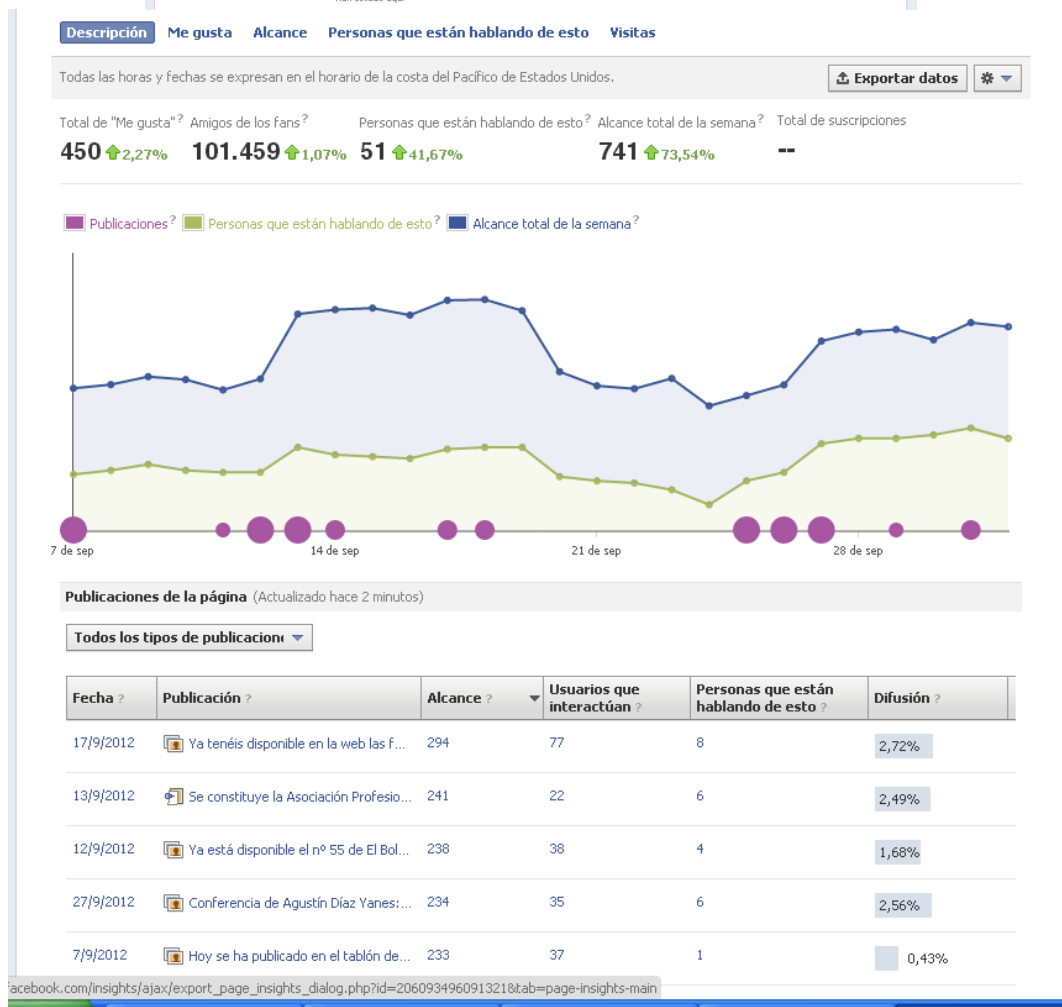 Descripción Me gusta Alcance Personas que están hablando de esto Visitas
Todas las horas y fechas se expresan en el horario de la costa del Pacífico de Estados Unidos. Exportar datos
Total de "Me gusta"? Amigos de los fans? Personas que están hablando de esto? Alcance total de la semana? Total de suscripciones
450 2,27% 101.459 1,07% 51 41,67% 741 73,54% --
Publicaciones? Personas que están hablando de esto? Alcance total de la semana?
7 de sep 14 de sep 21 de sep 28 de sep
Publicaciones de la página (Actualizado hace 2 minutos)
Todos los tipos de publicacion
Fecha ? Publicación ? Alcance ? Usuarios que interactúan ? Personas que están hablando de esto ? Difusión ?
17/9/2012 Ya tenéis disponible en la web las f... 294 77 8 2,72%
13/9/2012 Se constituye la Asociación Profesio... 241 22 6 2,49%
12/9/2012 Ya está disponible el nº 55 de El Bol... 238 38 4 1,68%
27/9/2012 Conferencia de Agustín Díaz Yanes:... 234 35 6 2,56%
7/9/2012 Hoy se ha publicado en el tablón de... 233 37 1 0,43%
facebook.com/insights/ajax/export_page_insights_dialog.php?id=206093496091321&tab=page-insights-main